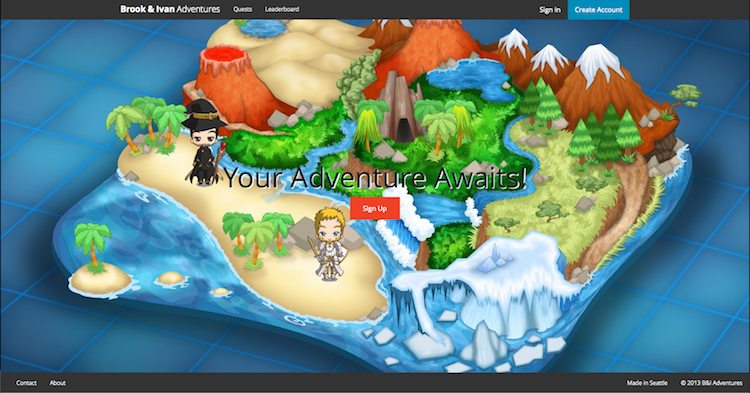 Brook & Ivan Adventures
Quests
Leaderboard
Sign In
Create Account
Your Adventure Awaits!
Sign Up
Contact
About
Made in Seattle
© 2013 B&I Adventures